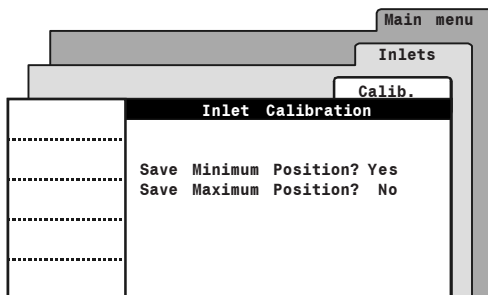 Main menu
Inlets
Calib.
Inlet Calibration
Save Minimum Position? Yes
Save Maximum Position? No